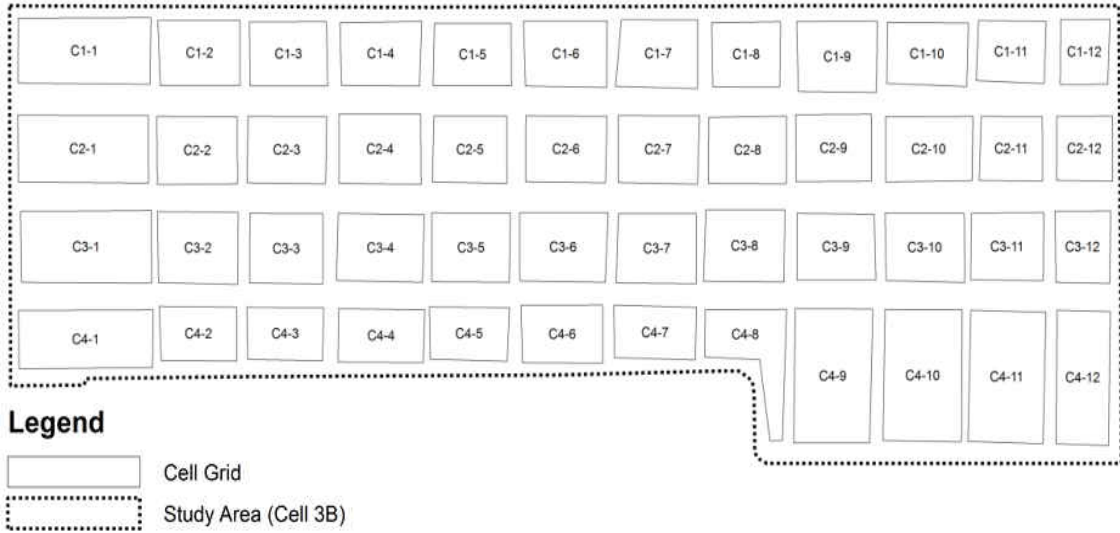 C1-1 C1-2 C1-3 C1-4 C1-5 C1-6 C1-7 C1-8 C1-9 C1-10 C1-11 C1-12
C2-1 C2-2 C2-3 C2-4 C2-5 C2-6 C2-7 C2-8 C2-9 C2-10 C2-11 C2-12
C3-1 C3-2 C3-3 C3-4 C3-5 C3-6 C3-7 C3-8 C3-9 C3-10 C3-11 C3-12
C4-1 C4-2 C4-3 C4-4 C4-5 C4-6 C4-7 C4-8 C4-9 C4-10 C4-11 C4-12
Legend
Cell Grid
Study Area (Cell 3B)